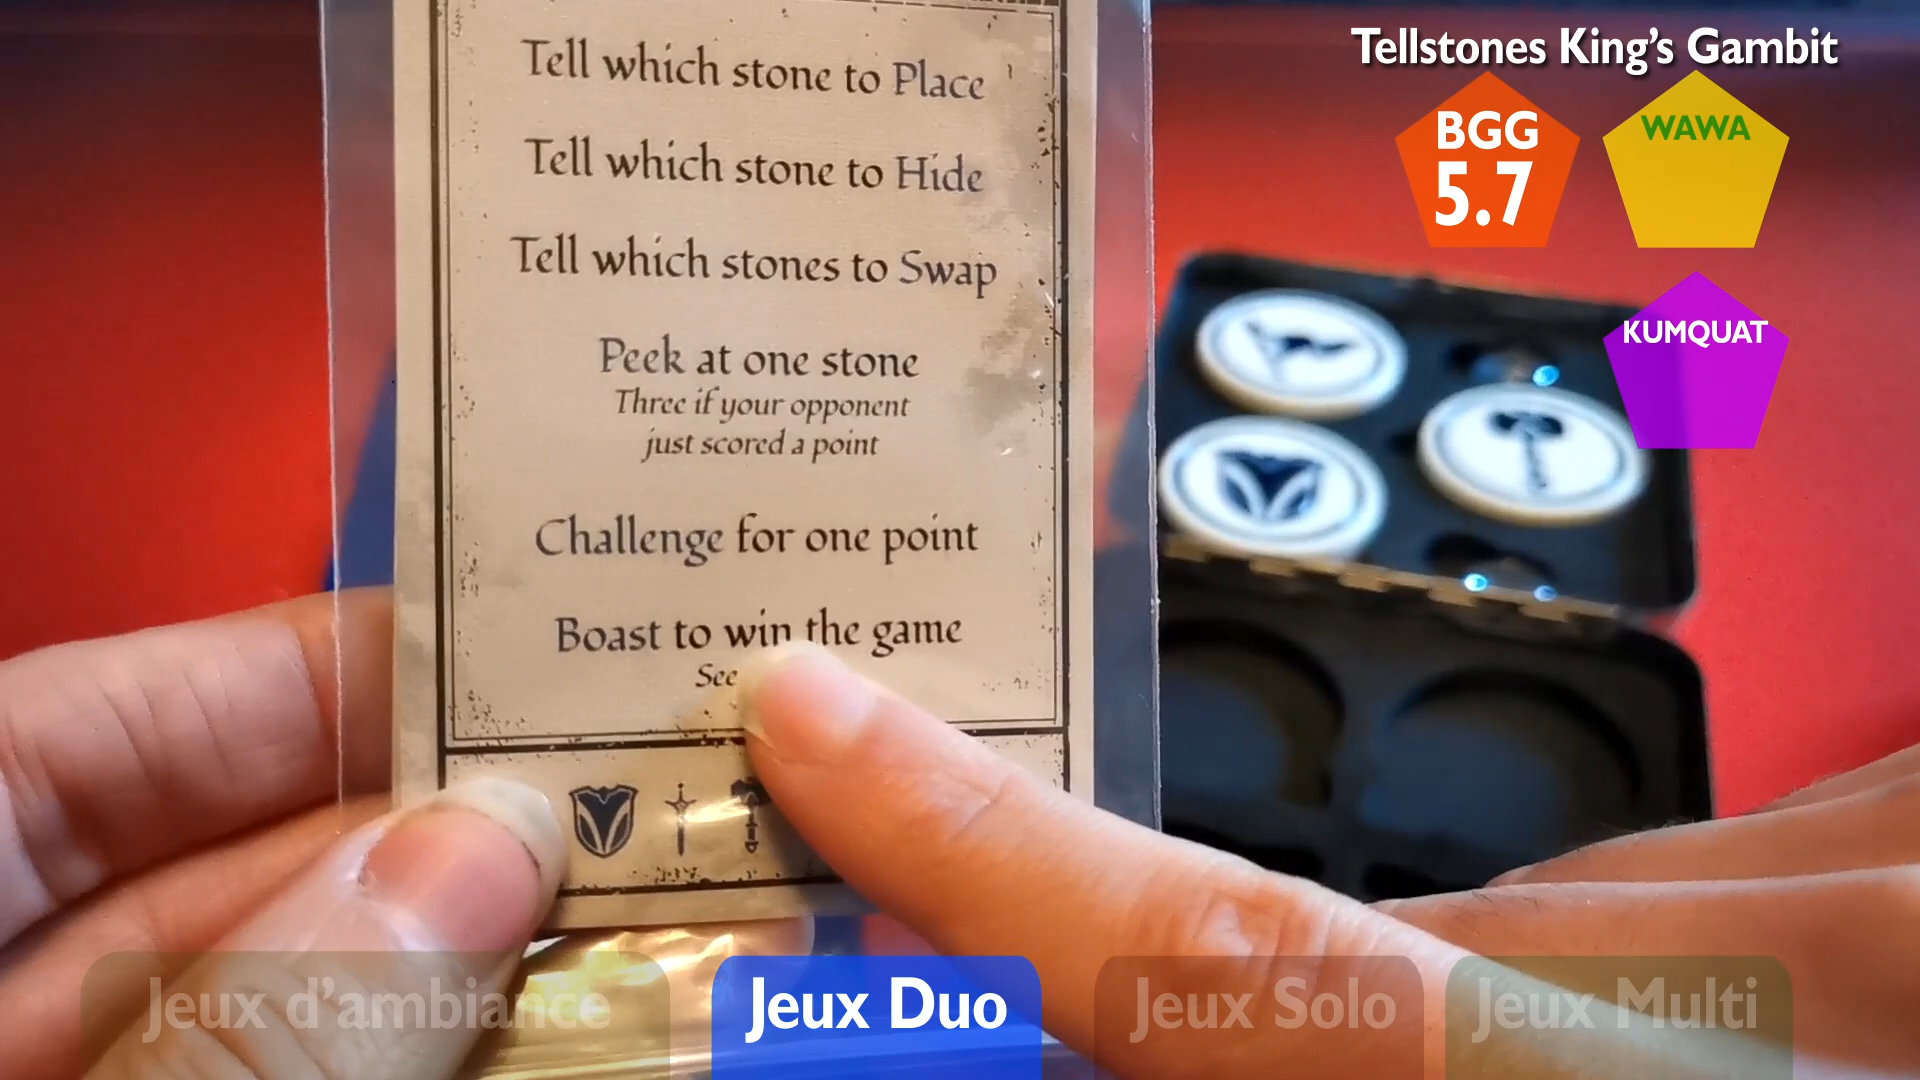 Tellstones King's Gambit
BGG
5.7
WAWA
KUMQUAT
Tell which stone to Place
Tell which stone to Hide
Tell which stones to Swap
Peek at one stone
Three if your opponent
just scored a point
Challenge for one point
Boast to win the game
See
Jeux d'ambiance
Jeux Duo
Jeux Solo
Jeux Multi